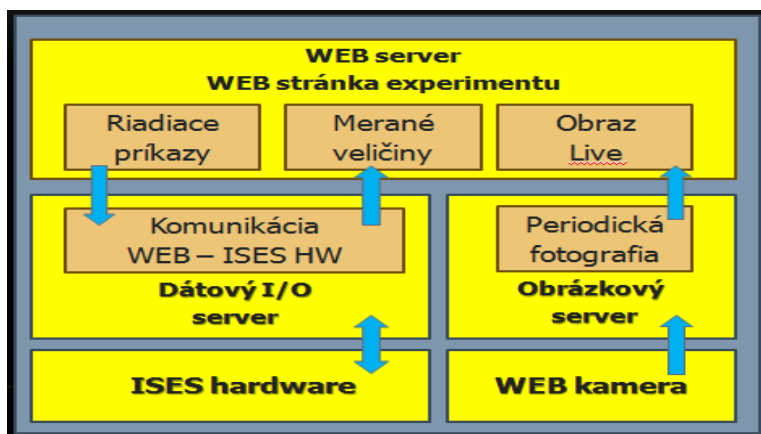 WEB server
WEB stránka experimentu
Riadiace
príkazy
Merané
veličiny
Obraz
Live
Komunikácia
WEB – ISES HW
Dátový I/O
server
Periodická
fotografia
Obrázkový
server
ISES hardware
WEB kamera